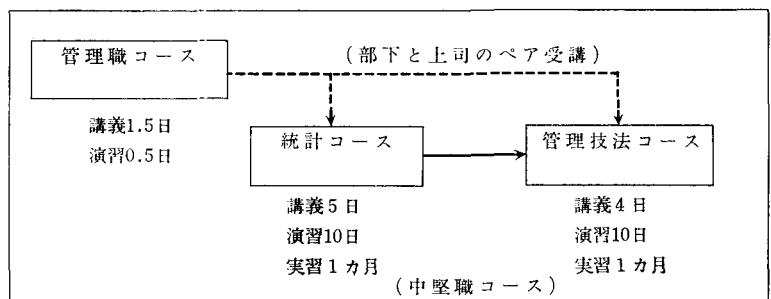 管理職コース
(部下と上司のペア受講)
講義1.5日
演習0.5日
統計コース
管理技法コース
講義5日
演習10日
実習1カ月
講義4日
演習10日
実習1カ月
(中堅職コース)